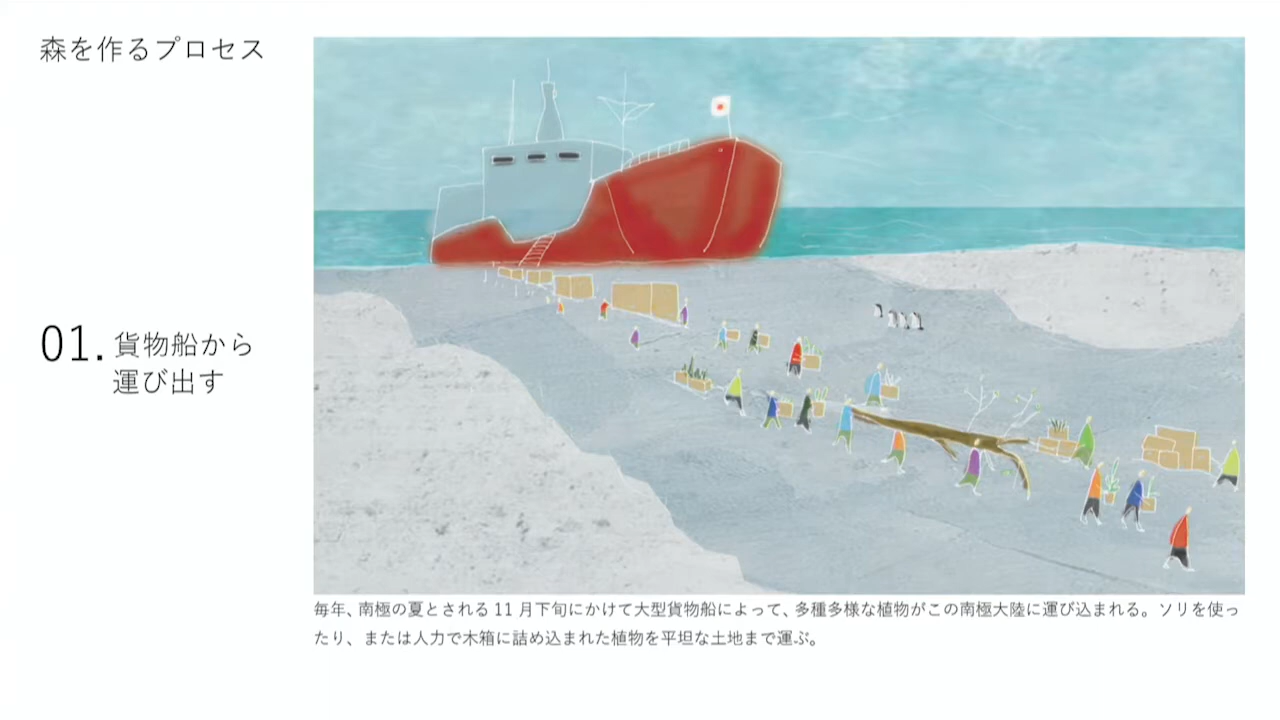 森を作るプロセス
01. 貨物船から
運び出す
毎年、南極の夏とされる 11 月下旬にかけて大型貨物船によって、多種多様な植物がこの南極大陸に運び込まれる。ソリを使っ
たり、または人力で木箱に詰め込まれた植物を平坦な土地まで運ぶ。